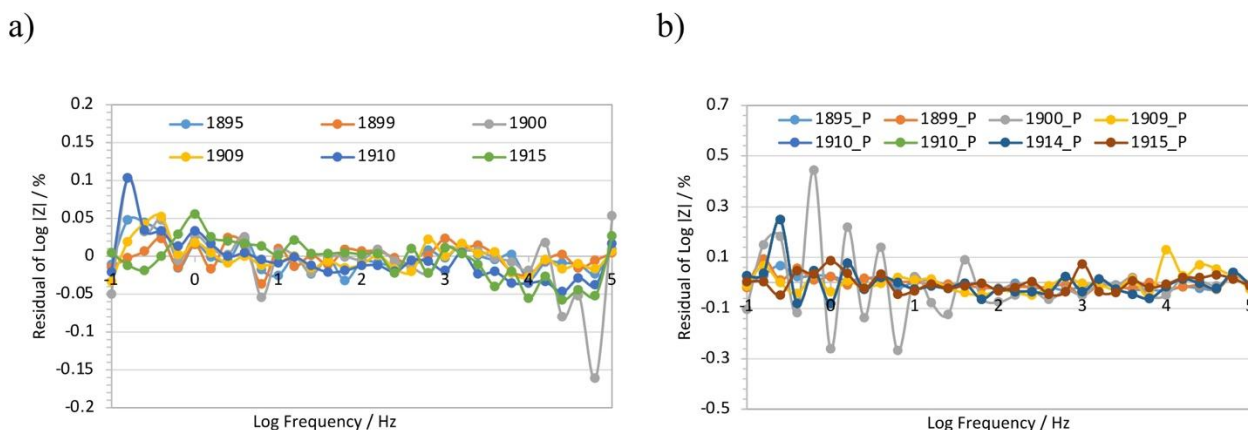 a)
0.2
0.15
0.1
0.05
0
-0.05
-0.1
-0.15
-0.2
Residual of Log |Z| / %
1895 1899 1900
1909 1910 1915
-1 0 1 2 3 4 5
Log Frequency / Hz
b)
0.7
0.5
0.3
0.1
-0.1
-0.3
-0.5
Residual of Log |Z| / %
1895_P 1899_P 1900_P 1909_P
1910_P 1910_P 1914_P 1915_P
-1 0 1 2 3 4 5
Log Frequency / Hz